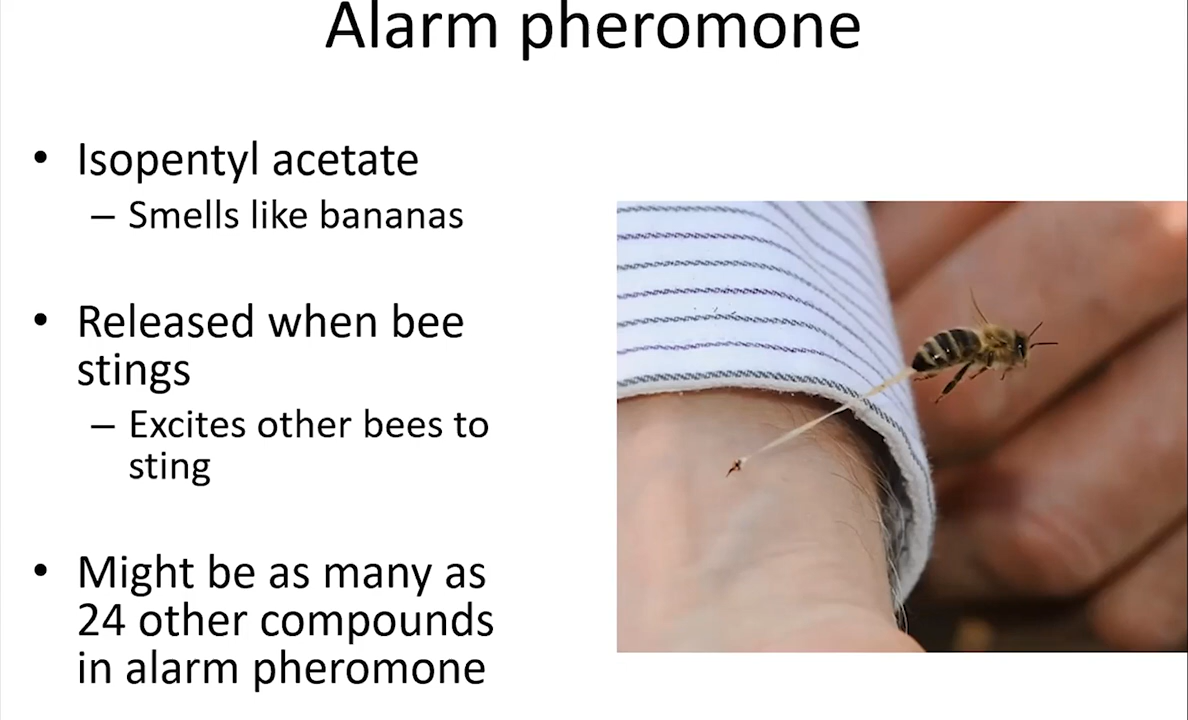 Alarm pheromone
• Isopentyl acetate
– Smells like bananas
• Released when bee
stings
– Excites other bees to
sting
• Might be as many as
24 other compounds
in alarm pheromone